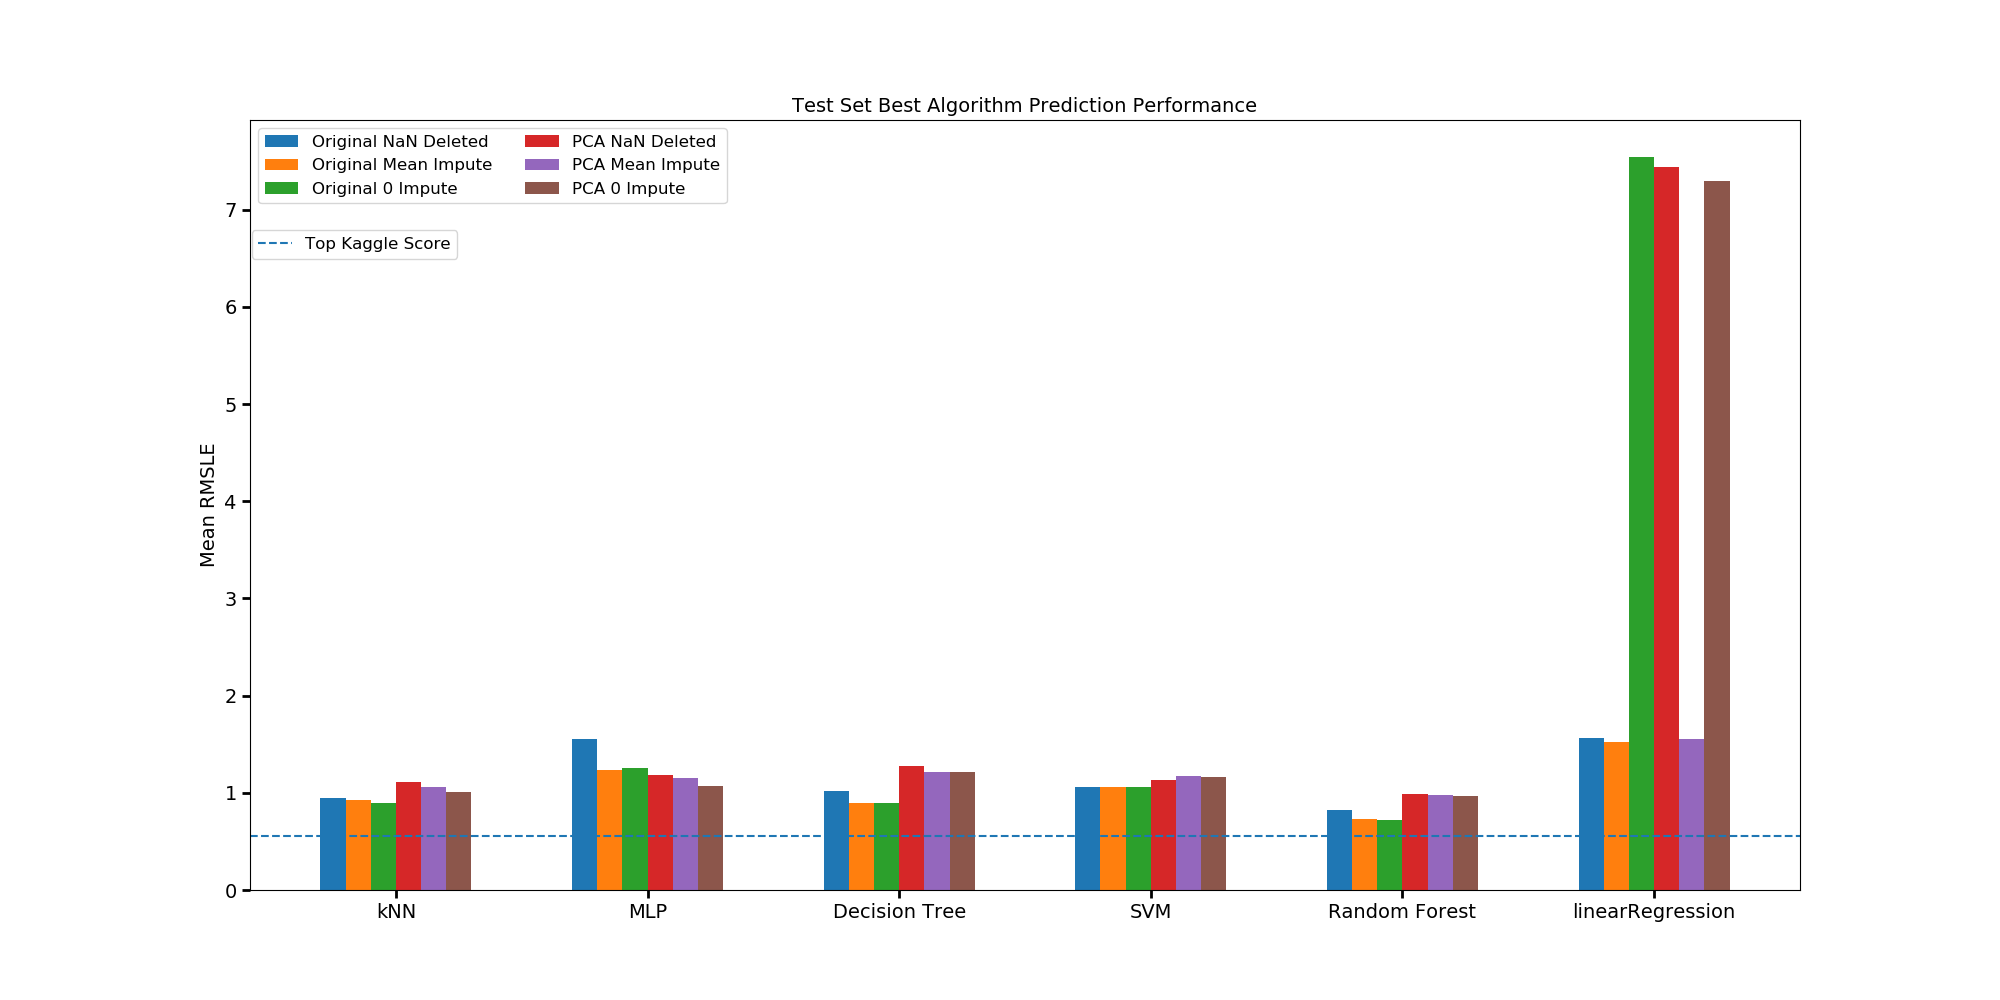 Test Set Best Algorithm Prediction Performance
Original NaN Deleted
Original Mean Impute
Original 0 Impute
PCA NaN Deleted
PCA Mean Impute
PCA 0 Impute
Top Kaggle Score
Mean RMSLE
7
6
5
4
3
2
1
0
kNN MLP Decision Tree SVM Random Forest linearRegression